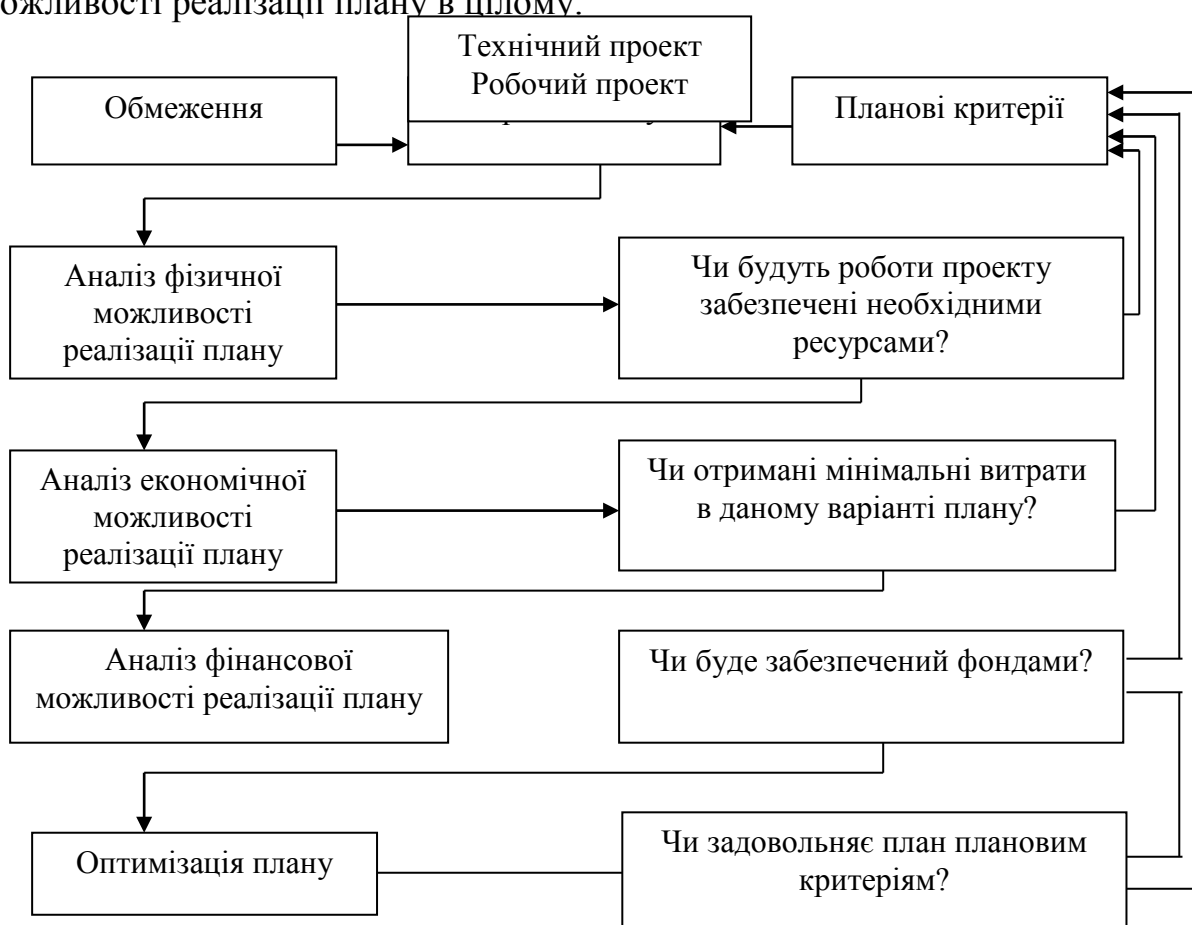 можливості реалізації плану в цілому.
Технічний проект
Робочий проект
Обмеження
Планові критерії
Аналіз фізичної
можливості
реалізації плану
Чи будуть роботи проекту
забезпечені необхідними
ресурсами?
Аналіз економічної
можливості
реалізації плану
Чи отримані мінімальні витрати
в даному варіанті плану?
Аналіз фінансової
можливості реалізації плану
Чи буде забезпечений фондами?
Оптимізація плану
Чи задовольняє план плановим
критеріям?